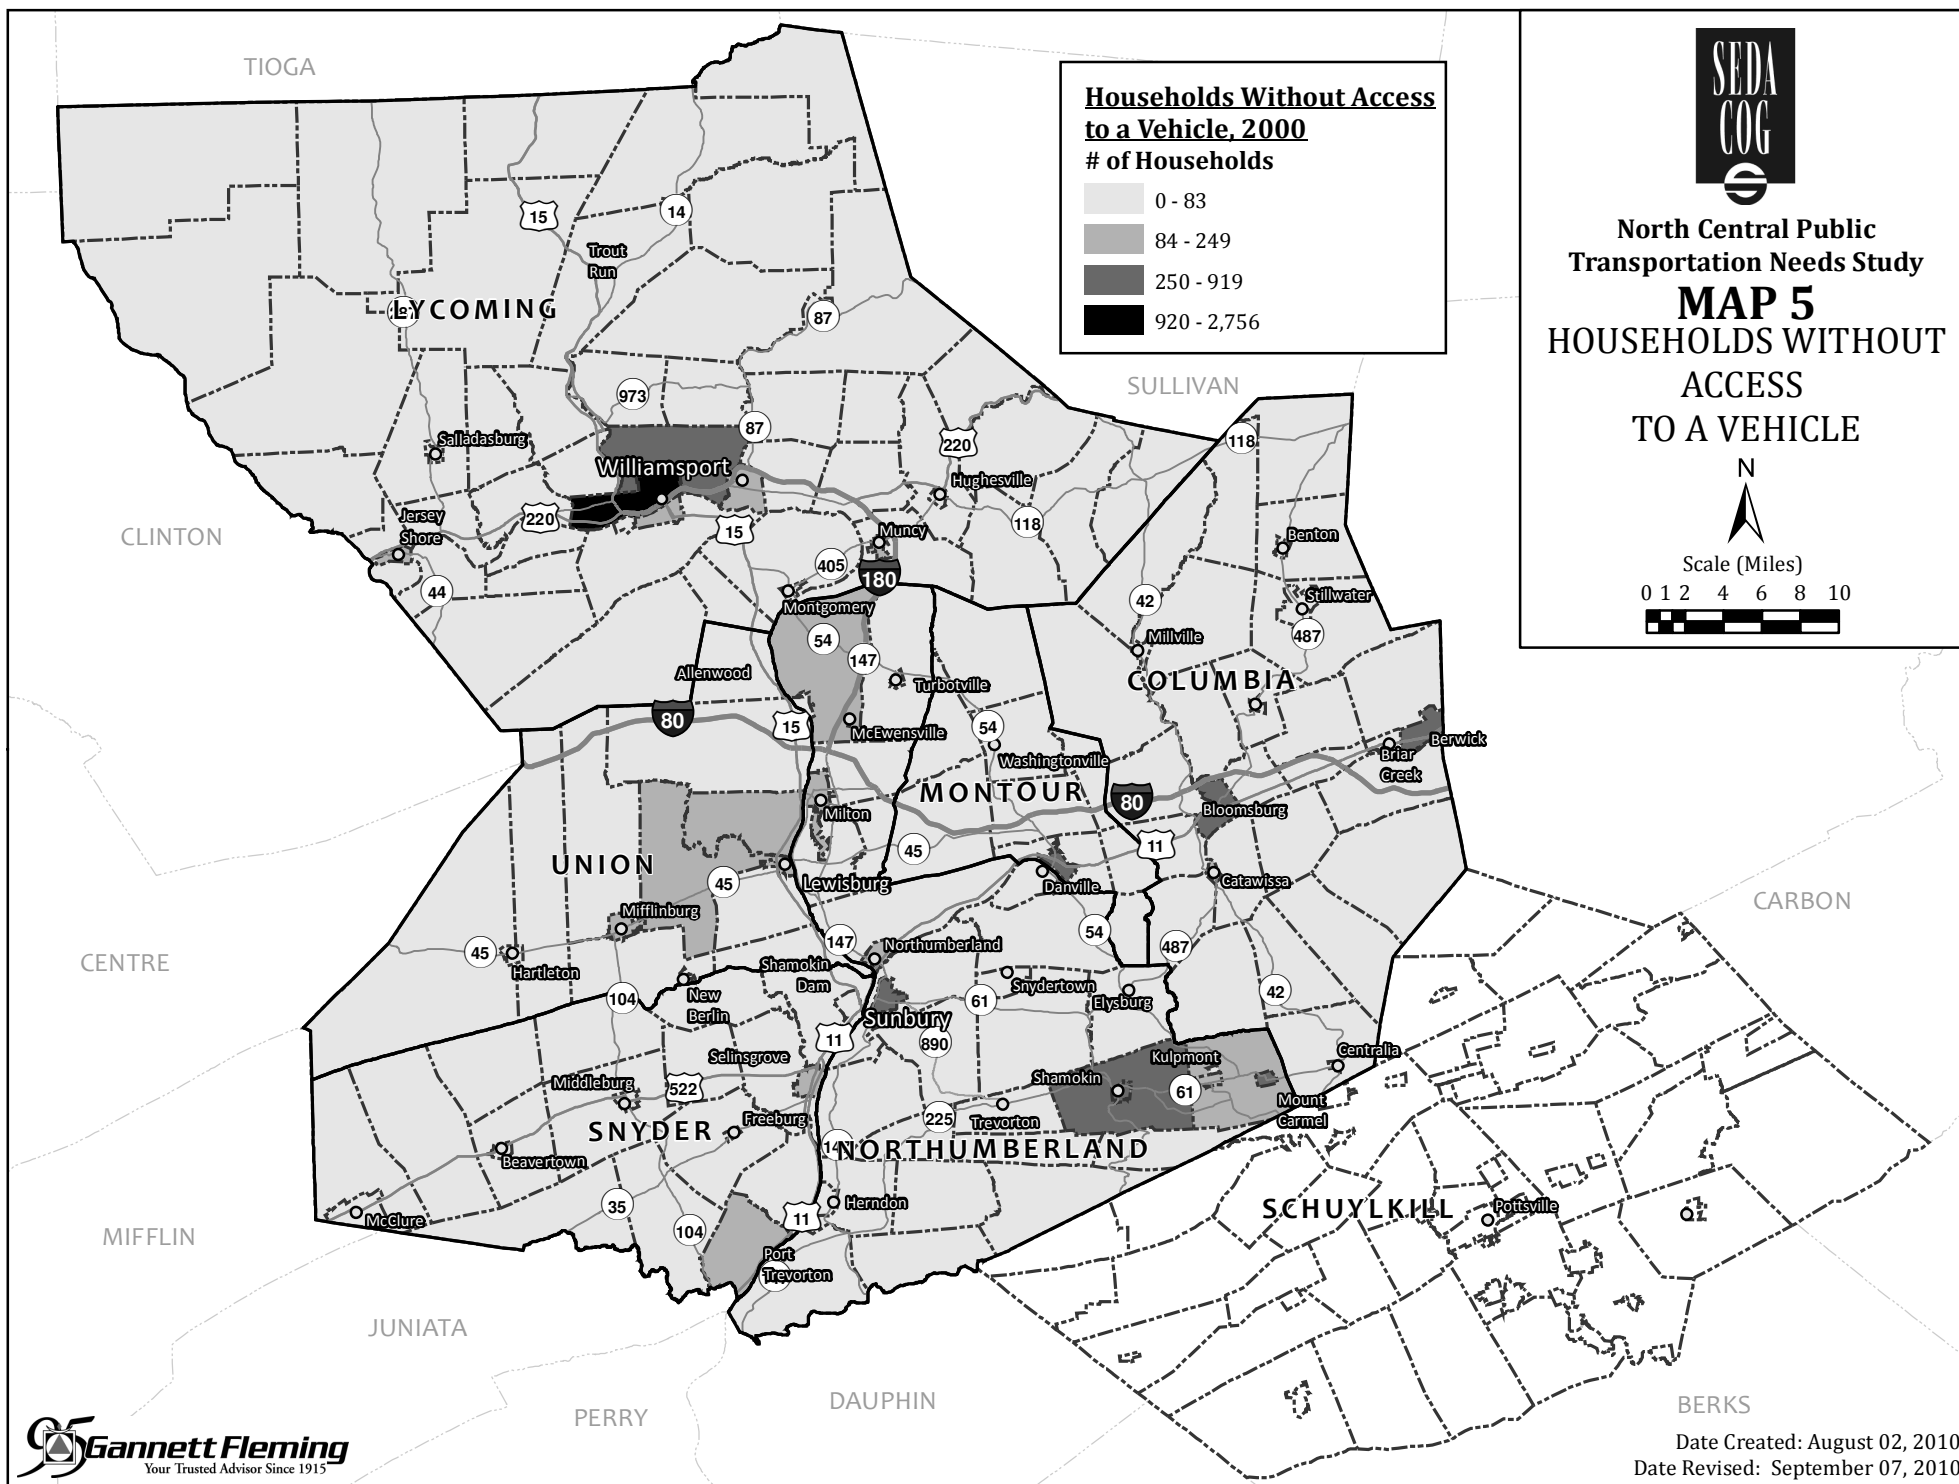 TIOGA
SULLIVAN
CLINTON
CENTRE
MIFFLIN
JUNIATA
PERRY
DAUPHIN
BERKS
CARBON
Households Without Access
to a Vehicle, 2000
# of Households
0 - 83
84 - 249
250 - 919
920 - 2,756
SEDA
COG
North Central Public
Transportation Needs Study
MAP 5
HOUSEHOLDS WITHOUT
ACCESS
TO A VEHICLE
N
Scale (Miles)
0 1 2 4 6 8 10
15
14
Trout
Run
LYCOMING
87
973
87
220
118
Salladasburg
Williamsport
Hughesville
Jersey
Shore
220
15
118
Muncy
Benton
405
180
44
Montgomery
42
Stillwater
54
487
147
Millville
Allenwood
Turbotville
COLUMBIA
80
15
McEwensville
54
Washingtonville
Berwick
Briar
Creek
MONTOUR
80
Bloomsburg
Milton
45
11
UNION
45
Lewisburg
Danville
Catawissa
Mifflinburg
147
Northumberland
54
487
45
Hartleton
Shamokin
Dam
Snydertown
Elysburg
42
104
New
Berlin
61
Sunbury
11
890
Selinsgrove
Kulpmont
Centralia
Middleburg
522
Shamokin
61
Mount
Carmel
Freeburg
225
Trevorton
SNYDER
NORTHUMBERLAND
Beavertown
35
Herndon
SCHUYLKILL
Pottsville
McClure
104
11
Port
Trevorton
95
Gannett Fleming
Your Trusted Advisor Since 1915
Date Created: August 02, 2010
Date Revised: September 07, 2010